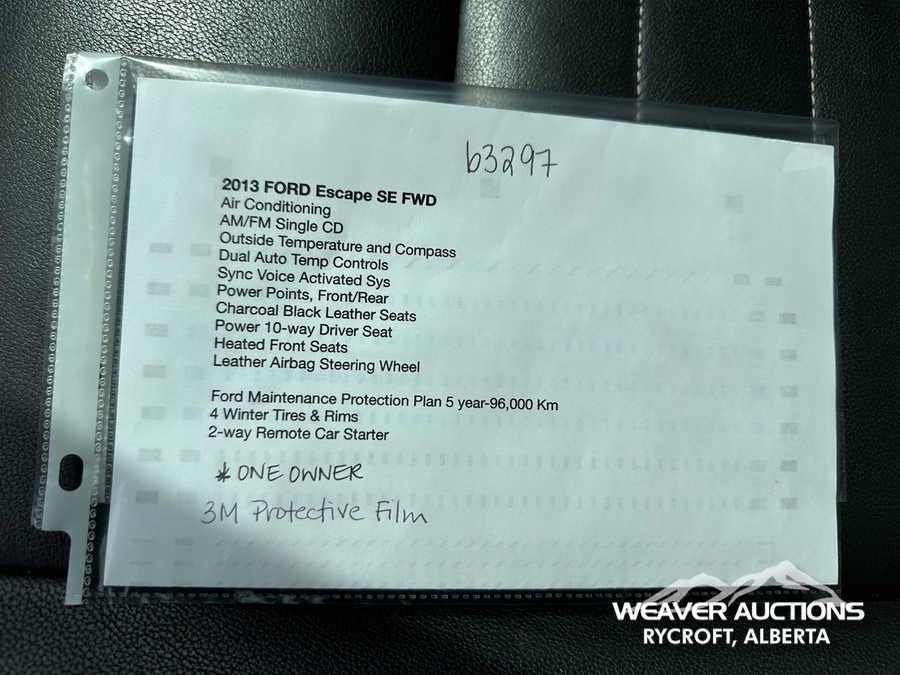 b3297
2013 FORD Escape SE FWD
Air Conditioning
AM/FM Single CD
Outside Temperature and Compass
Dual Auto Temp Controls
Sync Voice Activated Sys
Power Points, Front/Rear
Charcoal Black Leather Seats
Power 10-way Driver Seat
Heated Front Seats
Leather Airbag Steering Wheel
Ford Maintenance Protection Plan 5 year-96,000 Km
4 Winter Tires & Rims
2-way Remote Car Starter
* ONE OWNER
3M Protective Film
WEAVER AUCTIONS
RYCROFT, ALBERTA